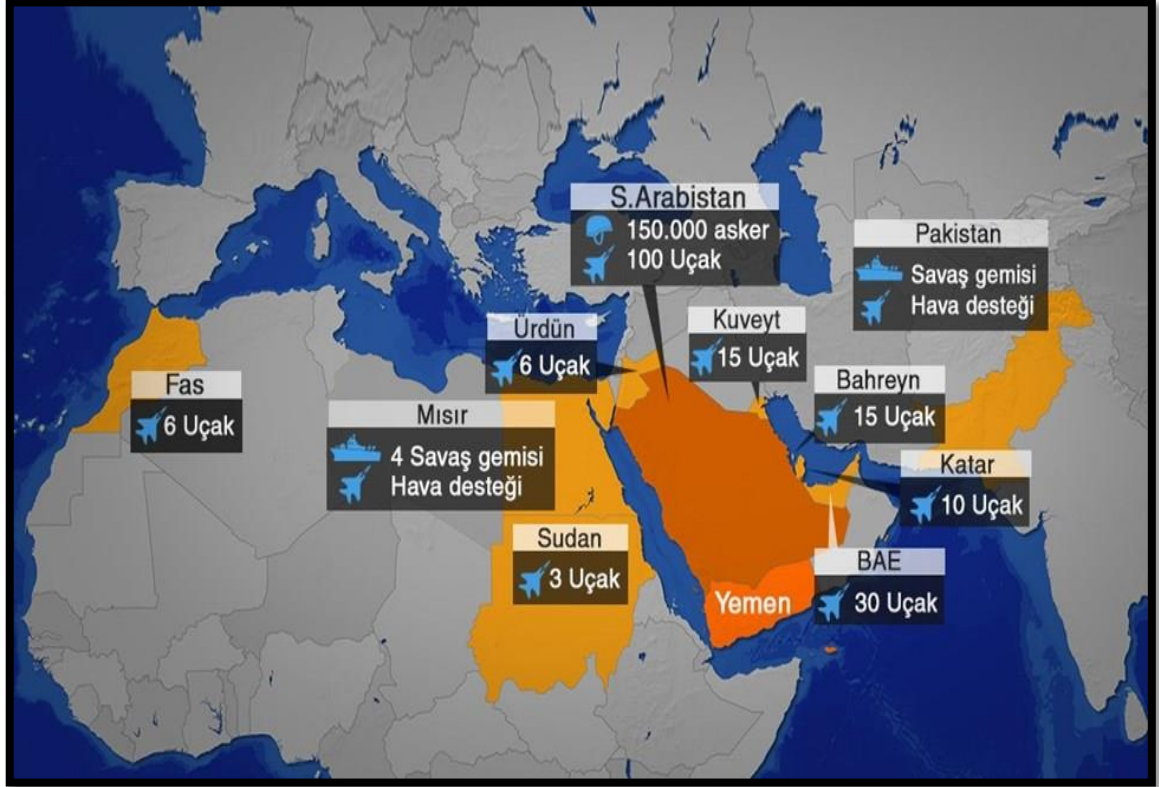 S.Arabistan
150.000 asker
100 Uçak
Pakistan
Savaş gemisi
Hava desteği
Ürdün
6 Uçak
Kuveyt
15 Uçak
Fas
6 Uçak
Bahreyn
15 Uçak
Mısır
4 Savaş gemisi
Hava desteği
Katar
10 Uçak
Sudan
3 Uçak
BAE
30 Uçak
Yemen